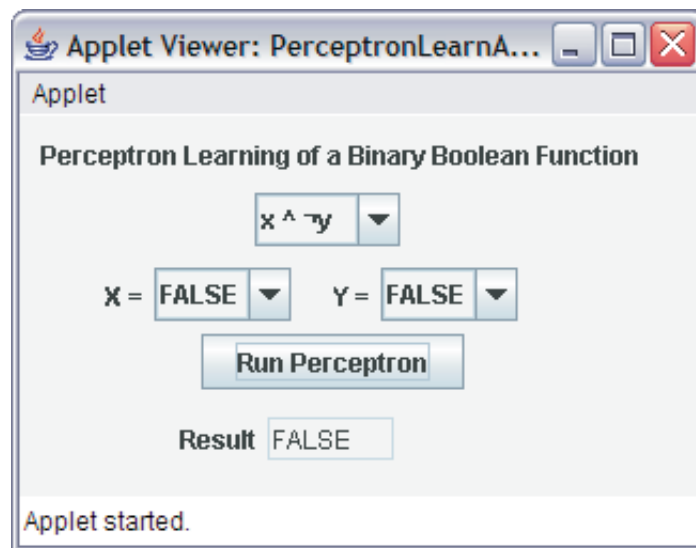 Applet Viewer: PerceptronLearnA...
Applet
Perceptron Learning of a Binary Boolean Function
x ^ ¬y
X = FALSE Y = FALSE
Run Perceptron
Result FALSE
Applet started.